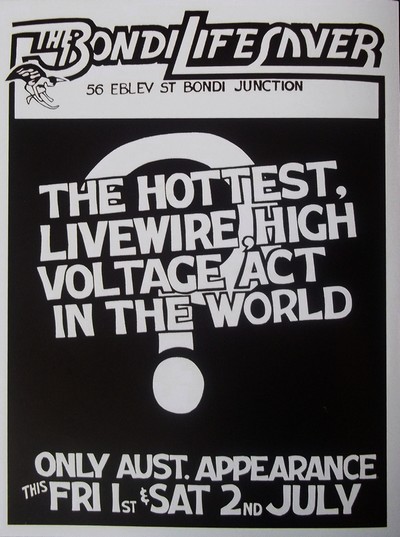 THE BONDI LIFESAVER
56 EBLEV ST BONDI JUNCTION
THE HOTTEST,
LIVEWIRE, HIGH
VOLTAGE ACT
IN THE WORLD
?
ONLY AUST. APPEARANCE
THIS FRI 1ST & SAT 2ND JULY